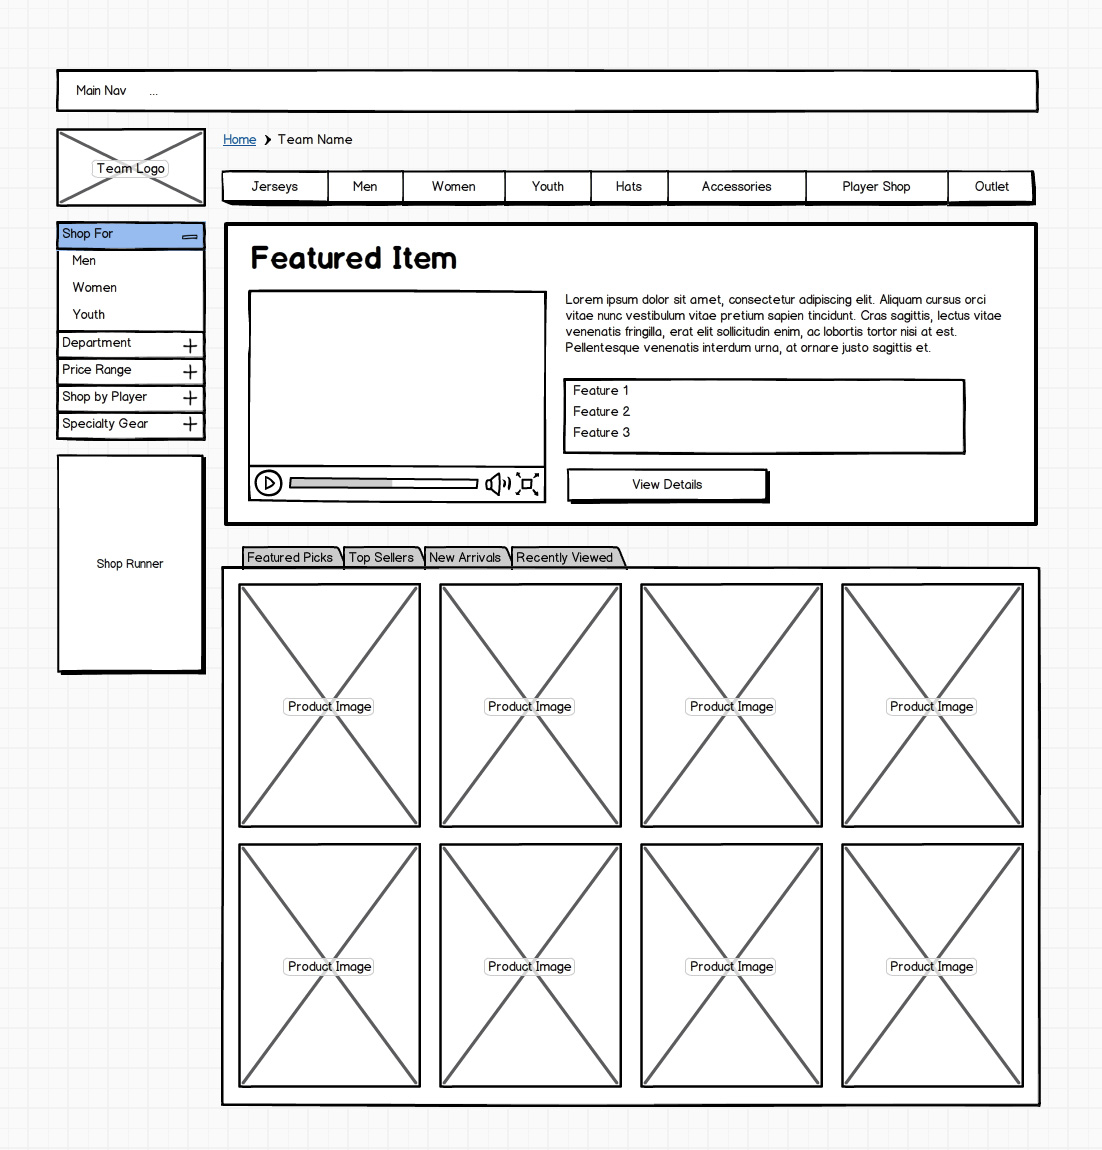 Main Nav ...
Team Logo
Home > Team Name
Jerseys Men Women Youth Hats Accessories Player Shop Outlet
Shop For
Men
Women
Youth
Department
Price Range
Shop by Player
Specialty Gear
Shop Runner
Featured Item
Lorem ipsum dolor sit amet, consectetur adipiscing elit. Aliquam cursus orci
vitae nunc vestibulum vitae pretium sapien tincidunt. Cras sagittis, lectus vitae
venenatis fringilla, erat elit sollicitudin enim, ac lobortis tortor nisi at est.
Pellentesque venenatis interdum urna, at ornare justo sagittis et.
Feature 1
Feature 2
Feature 3
View Details
Featured Picks Top Sellers New Arrivals Recently Viewed
Product Image Product Image Product Image Product Image
Product Image Product Image Product Image Product Image